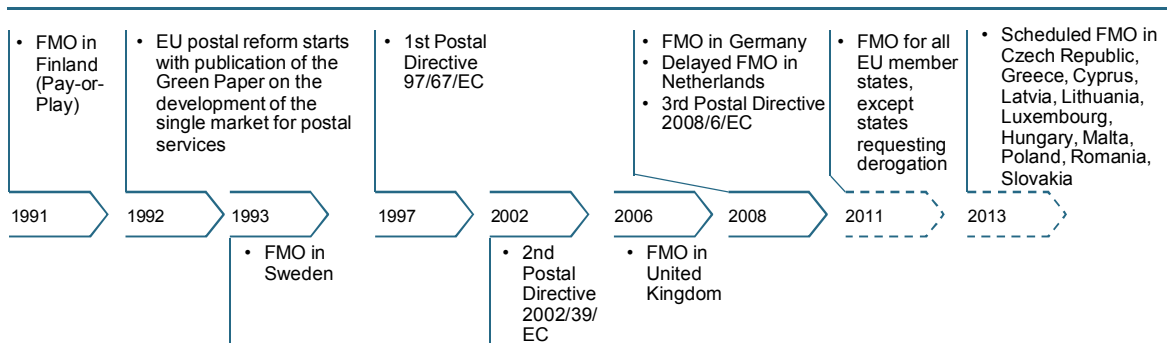 • FMO in
Finland
(Pay-or-
Play)
• EU postal reform starts
with publication of the
Green Paper on the
development of the
single market for postal
services
• 1st Postal
Directive
97/67/EC
• FMO in Germany
• Delayed FMO in
Netherlands
• 3rd Postal Directive
2008/6/EC
• FMO for all
EU member
states,
except
states
requesting
derogation
• Scheduled FMO in
Czech Republic,
Greece, Cyprus,
Latvia, Lithuania,
Luxembourg,
Hungary, Malta,
Poland, Romania,
Slovakia
1991
1992
1993
1997
2002
2006
2008
2011
2013
• FMO in
Sweden
• 2nd
Postal
Directive
2002/39/
EC
• FMO in
United
Kingdom